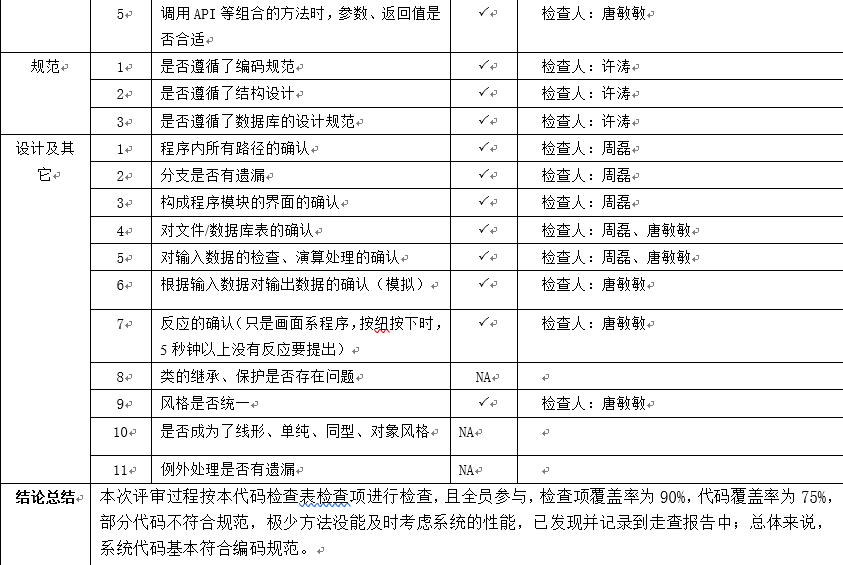 5 调用 API 等组合的方法时，参数、返回值是 ✓ 检查人：唐敏敏
否合适
规范 1 是否遵循了编码规范 ✓ 检查人：许涛
2 是否遵循了结构设计 ✓ 检查人：许涛
3 是否遵循了数据库的设计规范 ✓ 检查人：许涛
设计及其 1 程序内所有路径的确认 ✓ 检查人：周磊
它 2 分支是否有遗漏 ✓ 检查人：周磊
3 构成程序模块的界面的确认 ✓ 检查人：周磊
4 对文件/数据库表的确认 ✓ 检查人：周磊、唐敏敏
5 对输入数据的检查、演算处理的确认 ✓ 检查人：周磊、唐敏敏
6 根据输入数据对输出数据的确认（模拟） ✓ 检查人：唐敏敏
7 反应的确认（只是画面系程序，按纽按下时， ✓ 检查人：唐敏敏
5 秒钟以上没有反应要提出）
8 类的继承、保护是否存在问题 NA
9 风格是否统一 ✓ 检查人：唐敏敏
10 是否成为了线形、单纯、同型、对象风格 NA
11 例外处理是否有遗漏 NA
结论总结 本次评审过程按本代码检查表检查项进行检查，且全员参与，检查项覆盖率为 90%，代码覆盖率为 75%，
部分代码不符合规范，极少方法没能及时考虑系统的性能，已发现并记录到走查报告中；总体来说，
系统代码基本符合编码规范。